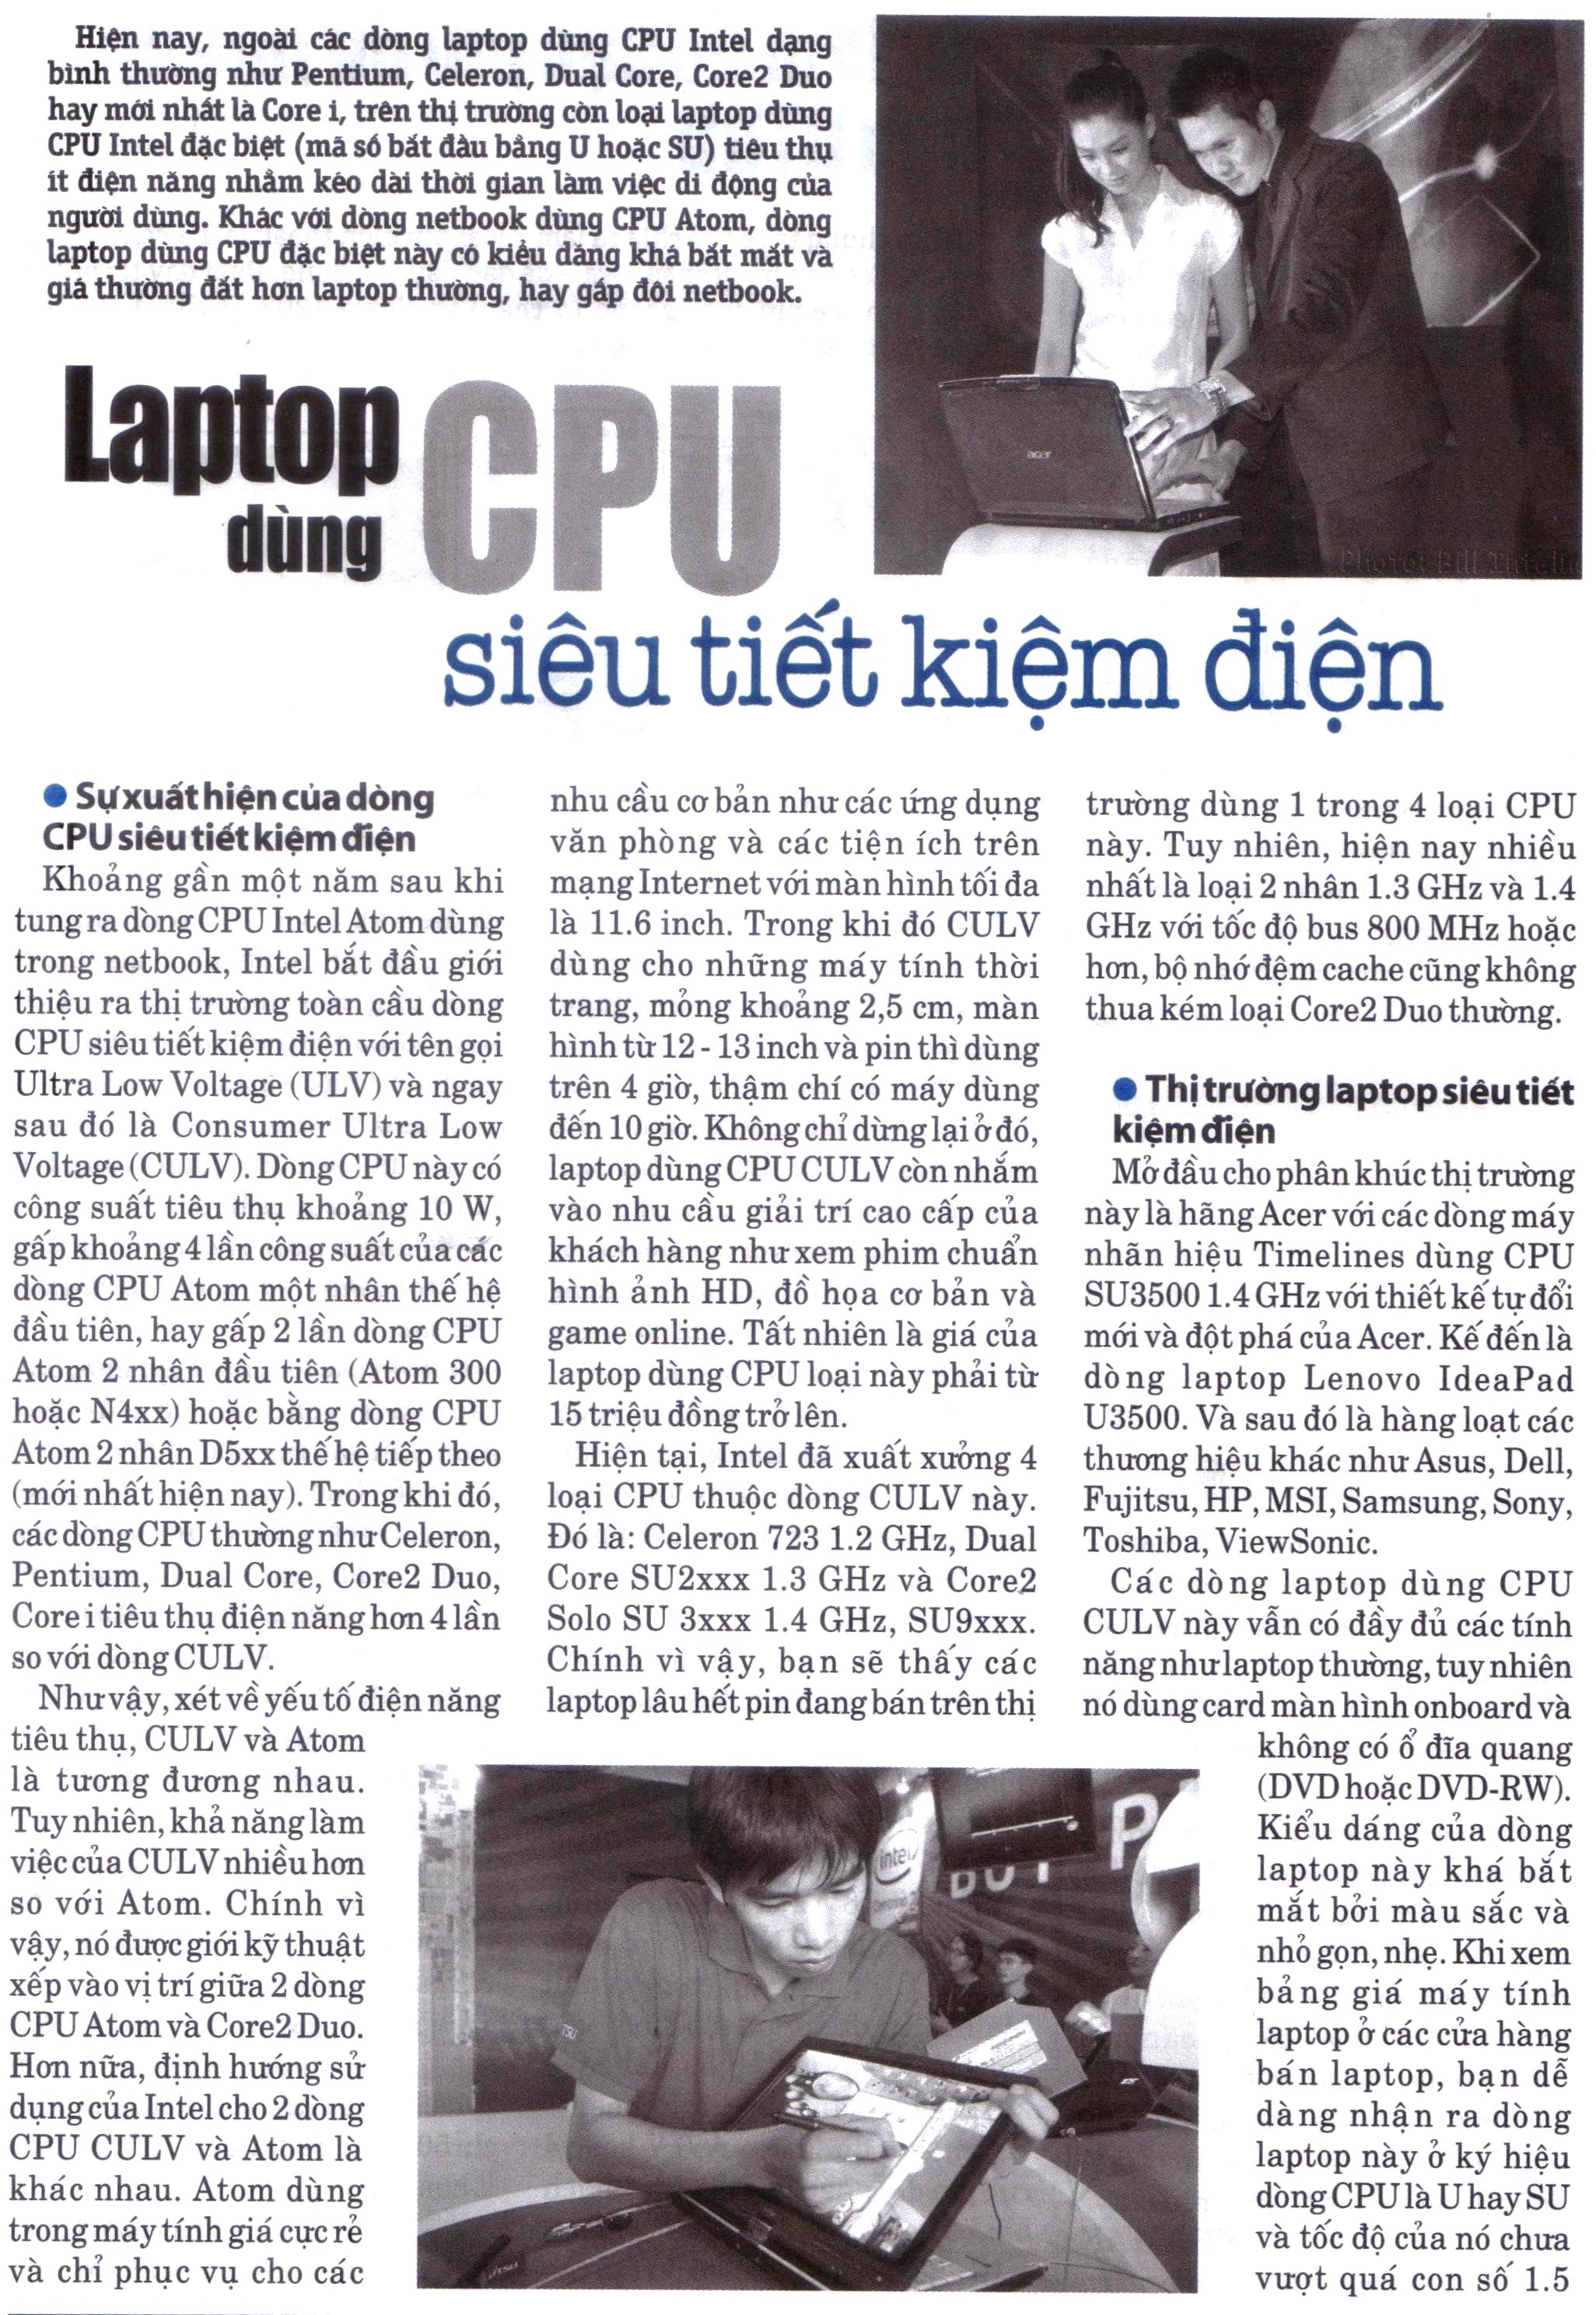 Hiện nay, ngoài các dòng laptop dùng CPU Intel dạng
bình thường như Pentium, Celeron, Dual Core, Core2 Duo
hay mới nhất là Core i, trên thị trường còn loại laptop dùng
CPU Intel đặc biệt (mã số bắt đầu bằng U hoặc SU) tiêu thụ
ít điện năng nhằm kéo dài thời gian làm việc di động của
người dùng. Khác với dòng netbook dùng CPU Atom, dòng
laptop dùng CPU đặc biệt này có kiểu dáng khá bắt mắt và
giá thường đắt hơn laptop thường, hay gấp đôi netbook.
acer
Photo: Bill
Laptop
dùng
CPU
siêu tiết kiệm điện
● Sự xuất hiện của dòng
CPU siêu tiết kiệm điện
Khoảng gần một năm sau khi
tung ra dòng CPU Intel Atom dùng
trong netbook, Intel bắt đầu giới
thiệu ra thị trường toàn cầu dòng
CPU siêu tiết kiệm điện với tên gọi
Ultra Low Voltage (ULV) và ngay
sau đó là Consumer Ultra Low
Voltage (CULV). Dòng CPU này có
công suất tiêu thụ khoảng 10 W,
gấp khoảng 4 lần công suất của các
dòng CPU Atom một nhân thế hệ
đầu tiên, hay gấp 2 lần dòng CPU
Atom 2 nhân đầu tiên (Atom 300
hoặc N4xx) hoặc bằng dòng CPU
Atom 2 nhân D5xx thế hệ tiếp theo
(mới nhất hiện nay). Trong khi đó,
các dòng CPU thường như Celeron,
Pentium, Dual Core, Core2 Duo,
Core i tiêu thụ điện năng hơn 4 lần
so với dòng CULV.
Như vậy, xét về yếu tố điện năng
tiêu thụ, CULV và Atom
là tương đương nhau.
Tuy nhiên, khả năng làm
việc của CULV nhiều hơn
so với Atom. Chính vì
vậy, nó được giới kỹ thuật
xếp vào vị trí giữa 2 dòng
CPU Atom và Core2 Duo.
Hơn nữa, định hướng sử
dụng của Intel cho 2 dòng
CPU CULV và Atom là
khác nhau. Atom dùng
trong máy tính giá cực rẻ
và chỉ phục vụ cho các
nhu cầu cơ bản như các ứng dụng
văn phòng và các tiện ích trên
mạng Internet với màn hình tối đa
là 11.6 inch. Trong khi đó CULV
dùng cho những máy tính thời
trang, mỏng khoảng 2,5 cm, màn
hình từ 12 - 13 inch và pin thì dùng
trên 4 giờ, thậm chí có máy dùng
đến 10 giờ. Không chỉ dừng lại ở đó,
laptop dùng CPU CULV còn nhắm
vào nhu cầu giải trí cao cấp của
khách hàng như xem phim chuẩn
hình ảnh HD, đồ họa cơ bản và
game online. Tất nhiên là giá của
laptop dùng CPU loại này phải từ
15 triệu đồng trở lên.
Hiện tại, Intel đã xuất xưởng 4
loại CPU thuộc dòng CULV này.
Đó là: Celeron 723 1.2 GHz, Dual
Core SU2xxx 1.3 GHz và Core2
Solo SU 3xxx 1.4 GHz, SU9xxx.
Chính vì vậy, bạn sẽ thấy các
laptop lâu hết pin đang bán trên thị
intel
BUY P
trường dùng 1 trong 4 loại CPU
này. Tuy nhiên, hiện nay nhiều
nhất là loại 2 nhân 1.3 GHz và 1.4
GHz với tốc độ bus 800 MHz hoặc
hơn, bộ nhớ đệm cache cũng không
thua kém loại Core2 Duo thường.
● Thị trường laptop siêu tiết
kiệm điện
Mở đầu cho phân khúc thị trường
này là hãng Acer với các dòng máy
nhãn hiệu Timelines dùng CPU
SU3500 1.4 GHz với thiết kế tự đổi
mới và đột phá của Acer. Kế đến là
dòng laptop Lenovo IdeaPad
U3500. Và sau đó là hàng loạt các
thương hiệu khác như Asus, Dell,
Fujitsu, HP, MSI, Samsung, Sony,
Toshiba, ViewSonic.
Các dòng laptop dùng CPU
CULV này vẫn có đầy đủ các tính
năng như laptop thường, tuy nhiên
nó dùng card màn hình onboard và
không có ổ đĩa quang
(DVD hoặc DVD-RW).
Kiểu dáng của dòng
laptop này khá bắt
mắt bởi màu sắc và
nhỏ gọn, nhẹ. Khi xem
bảng giá máy tính
laptop ở các cửa hàng
bán laptop, bạn dễ
dàng nhận ra dòng
laptop này ở ký hiệu
dòng CPU là U hay SU
và tốc độ của nó chưa
vượt quá con số 1.5